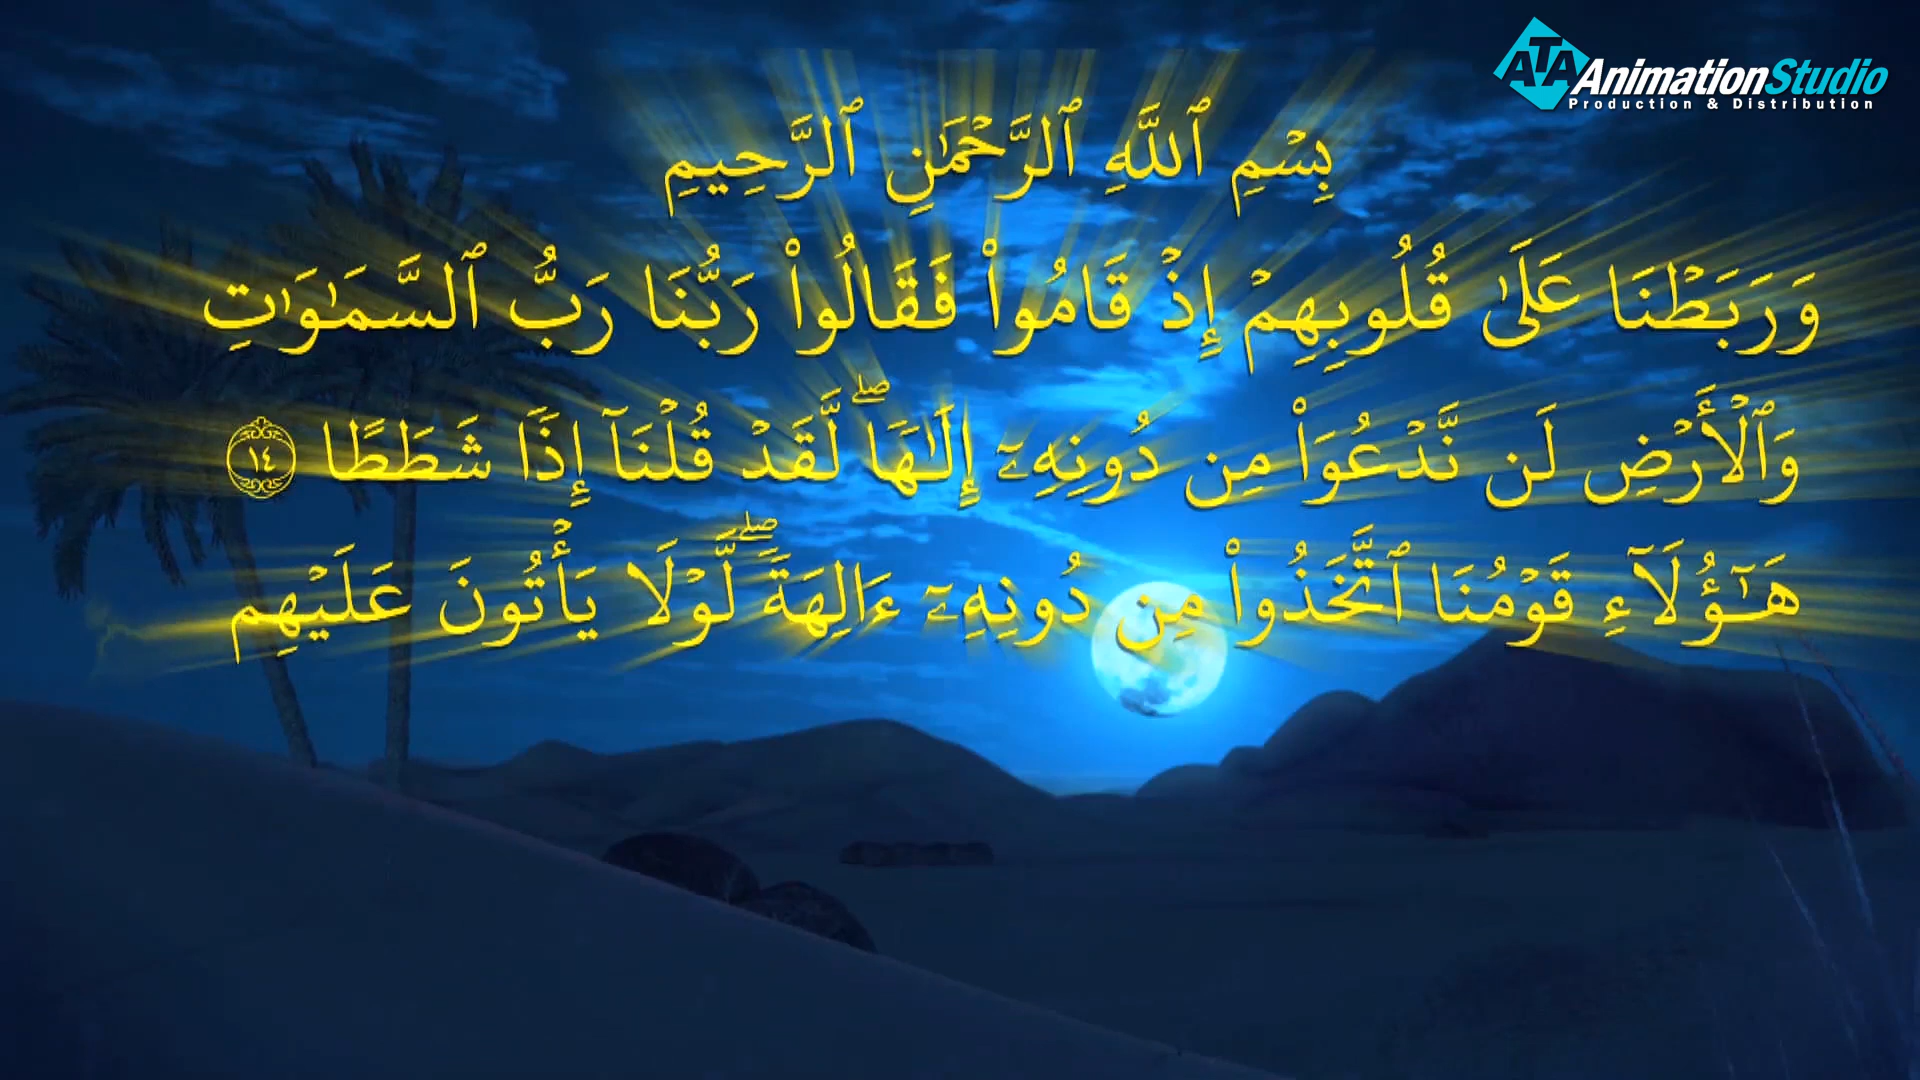 ATA AnimationStudio
Production & Distribution
بِسْمِ ٱللَّهِ ٱلرَّحْمَٰنِ ٱلرَّحِيمِ
وَرَبَطْنَا عَلَىٰ قُلُوبِهِمْ إِذْ قَامُوا۟ فَقَالُوا۟ رَبُّنَا رَبُّ ٱلسَّمَٰوَٰتِ
وَٱلْأَرْضِ لَن نَّدْعُوَا۟ مِن دُونِهِۦٓ إِلَٰهًا ۖ لَّقَدْ قُلْنَآ إِذًا شَطَطًا ١٤
هَٰٓؤُلَآءِ قَوْمُنَا ٱتَّخَذُوا۟ مِن دُونِهِۦٓ ءَالِهَةً ۖ لَّوْلَا يَأْتُونَ عَلَيْهِم